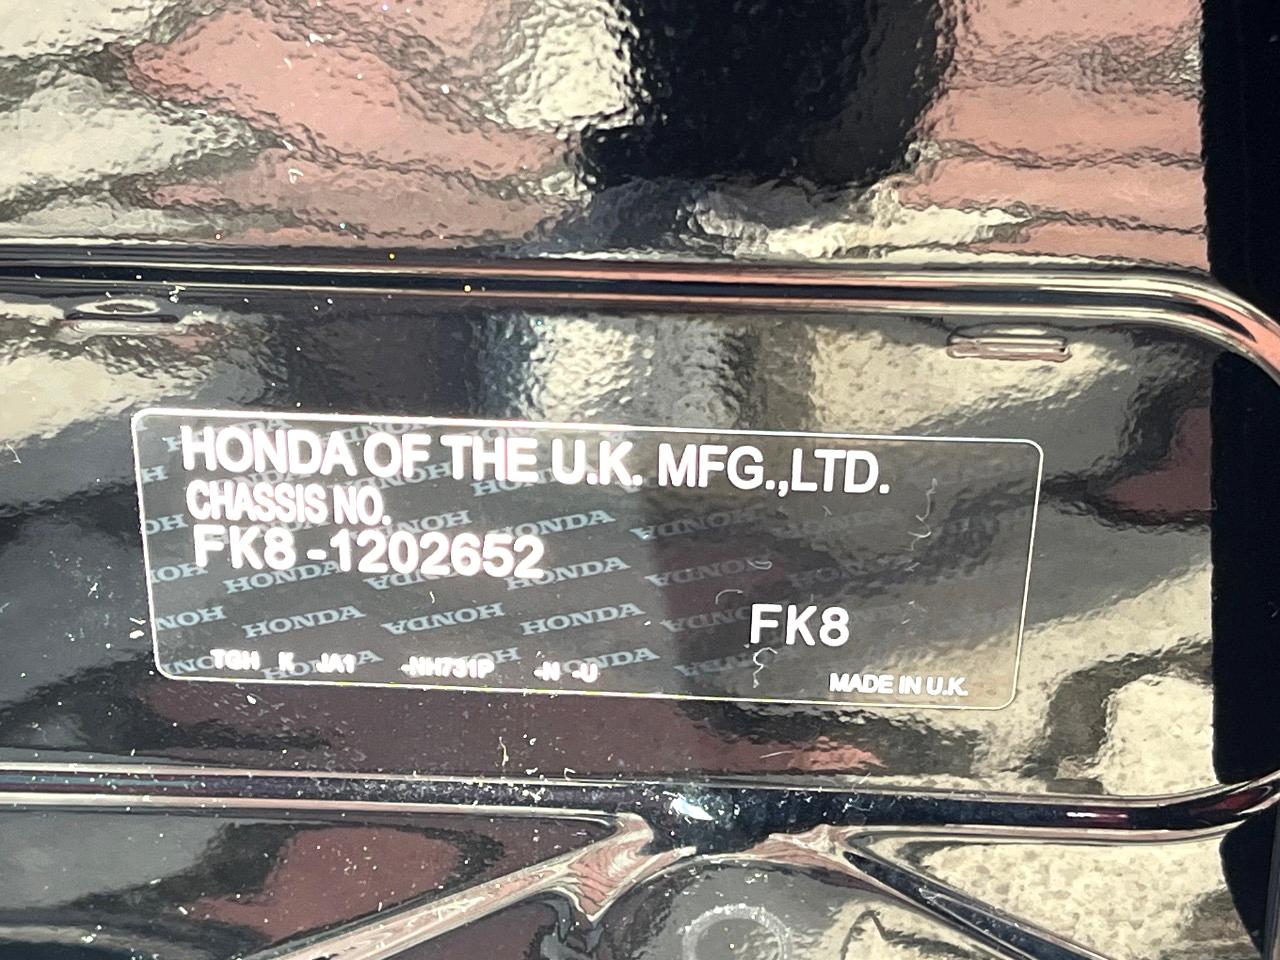 HONDA OF THE U.K. MFG.,LTD.
CHASSIS NO.
FK8-1202652
FK8
TGH K JA1 -NH731P -N -U
MADE IN U.K.